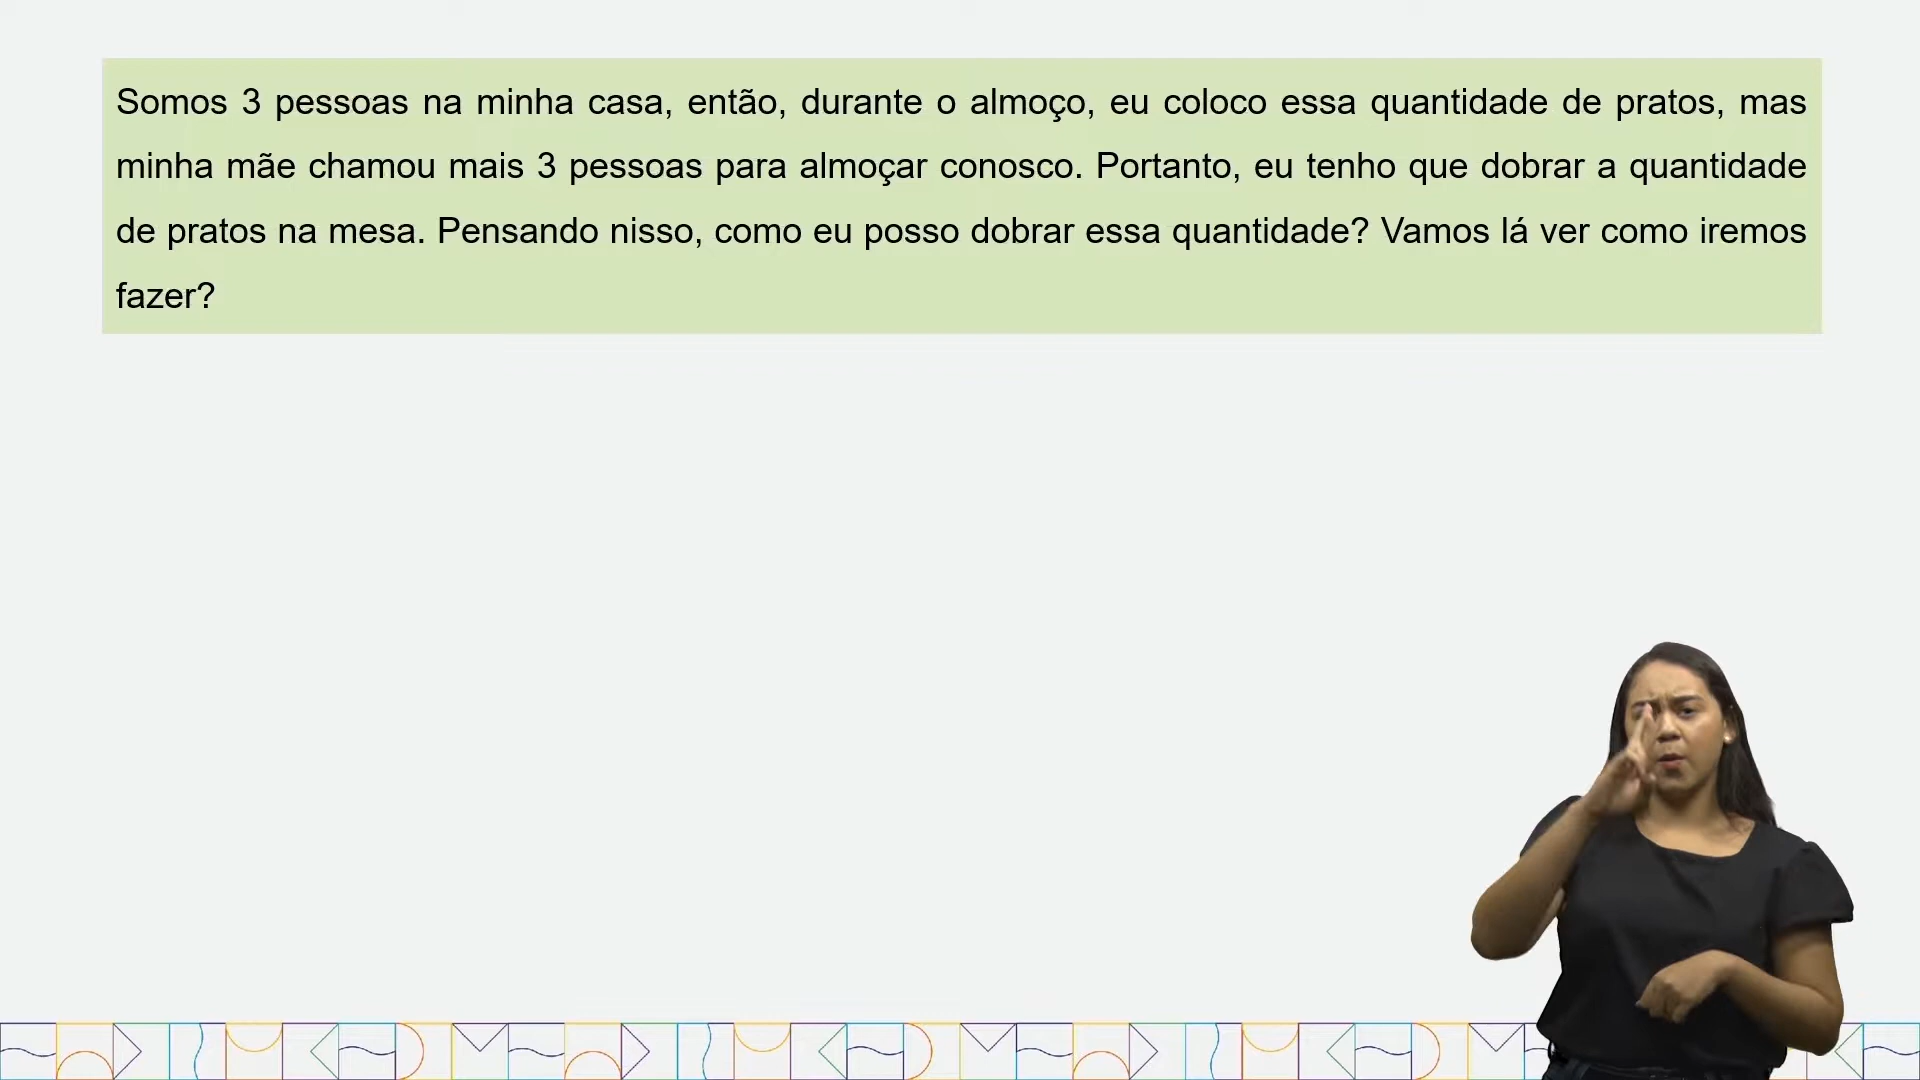 Somos 3 pessoas na minha casa, então, durante o almoço, eu coloco essa quantidade de pratos, mas
minha mãe chamou mais 3 pessoas para almoçar conosco. Portanto, eu tenho que dobrar a quantidade
de pratos na mesa. Pensando nisso, como eu posso dobrar essa quantidade? Vamos lá ver como iremos
fazer?